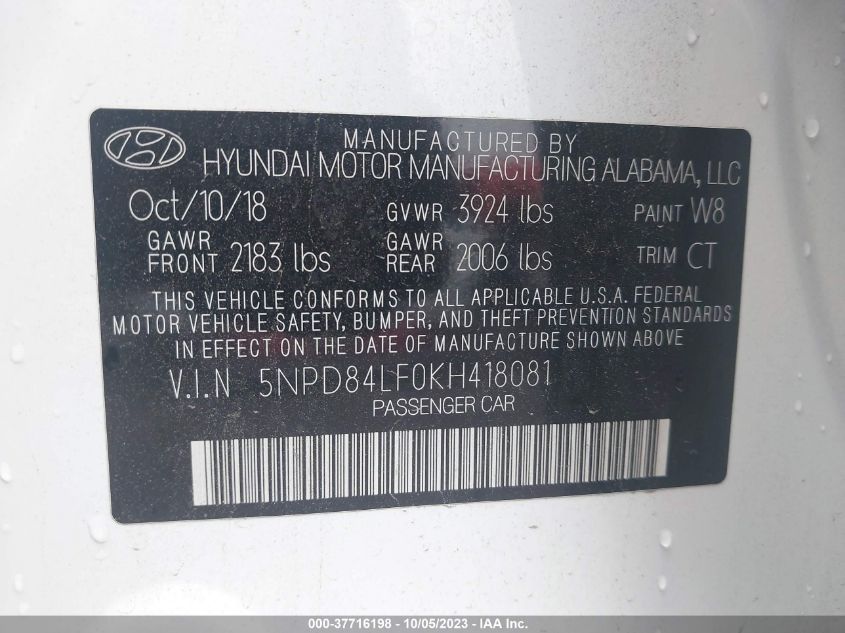 MANUFACTURED BY
HYUNDAI MOTOR MANUFACTURING ALABAMA, LLC
Oct/10/18 GVWR 3924 lbs PAINT W8
GAWR FRONT 2183 lbs GAWR REAR 2006 lbs TRIM CT
THIS VEHICLE CONFORMS TO ALL APPLICABLE U.S.A. FEDERAL
MOTOR VEHICLE SAFETY, BUMPER, AND THEFT PREVENTION STANDARDS
IN EFFECT ON THE DATE OF MANUFACTURE SHOWN ABOVE
V.I.N 5NPD84LF0KH418081
PASSENGER CAR
000-37716198 - 10/05/2023 - IAA Inc.